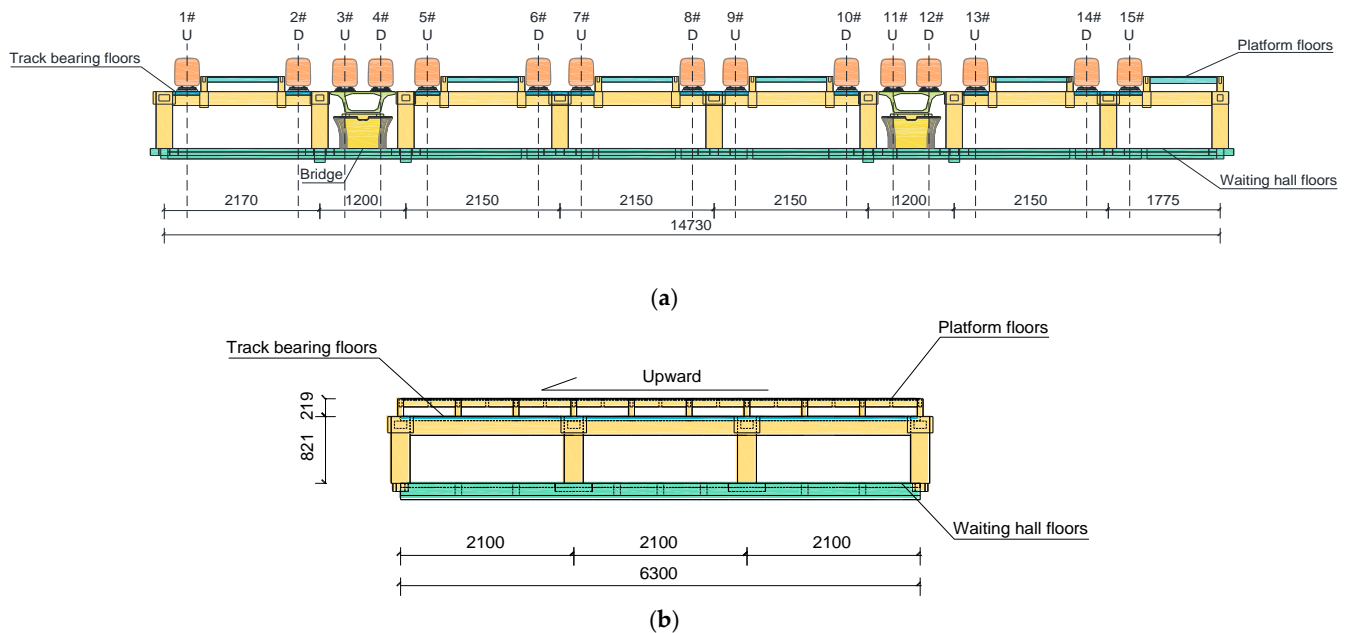 1# 2# 3# 4# 5# 6# 7# 8# 9# 10# 11# 12# 13# 14# 15#
U D U D U D U D U D U D U D U
Track bearing floors
Platform floors
Bridge
Waiting hall floors
2170 1200 2150 2150 2150 1200 2150 1775
14730
(a)
Platform floors
Track bearing floors
Upward
219
821
Waiting hall floors
2100 2100 2100
6300
(b)